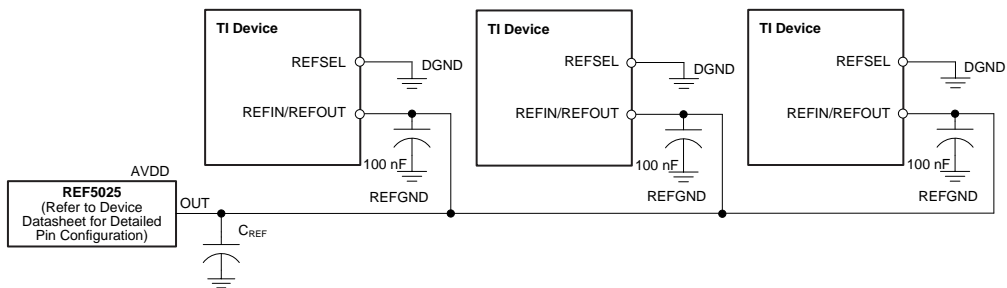 TI Device
REFSEL
DGND
REFIN/REFOUT
100 nF
REFGND
TI Device
REFSEL
DGND
REFIN/REFOUT
100 nF
REFGND
TI Device
REFSEL
DGND
REFIN/REFOUT
100 nF
REFGND
AVDD
REF5025
(Refer to Device
Datasheet for Detailed
Pin Configuration)
OUT
CREF